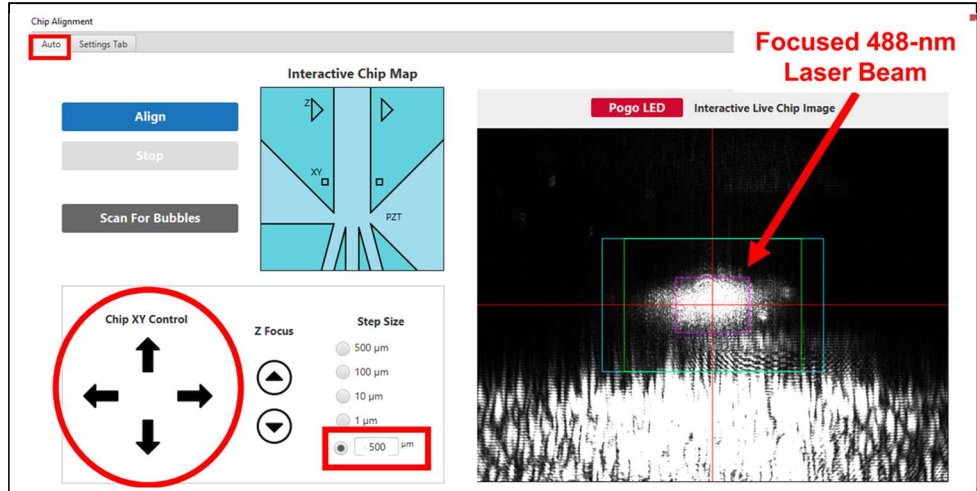 Chip Alignment
Auto
Settings Tab
Focused 488-nm
Laser Beam
Interactive Chip Map
Align
Stop
Scan For Bubbles
Z
XY
PZT
Pogo LED
Interactive Live Chip Image
Chip XY Control
Z Focus
Step Size
500 µm
100 µm
10 µm
1 µm
500 µm